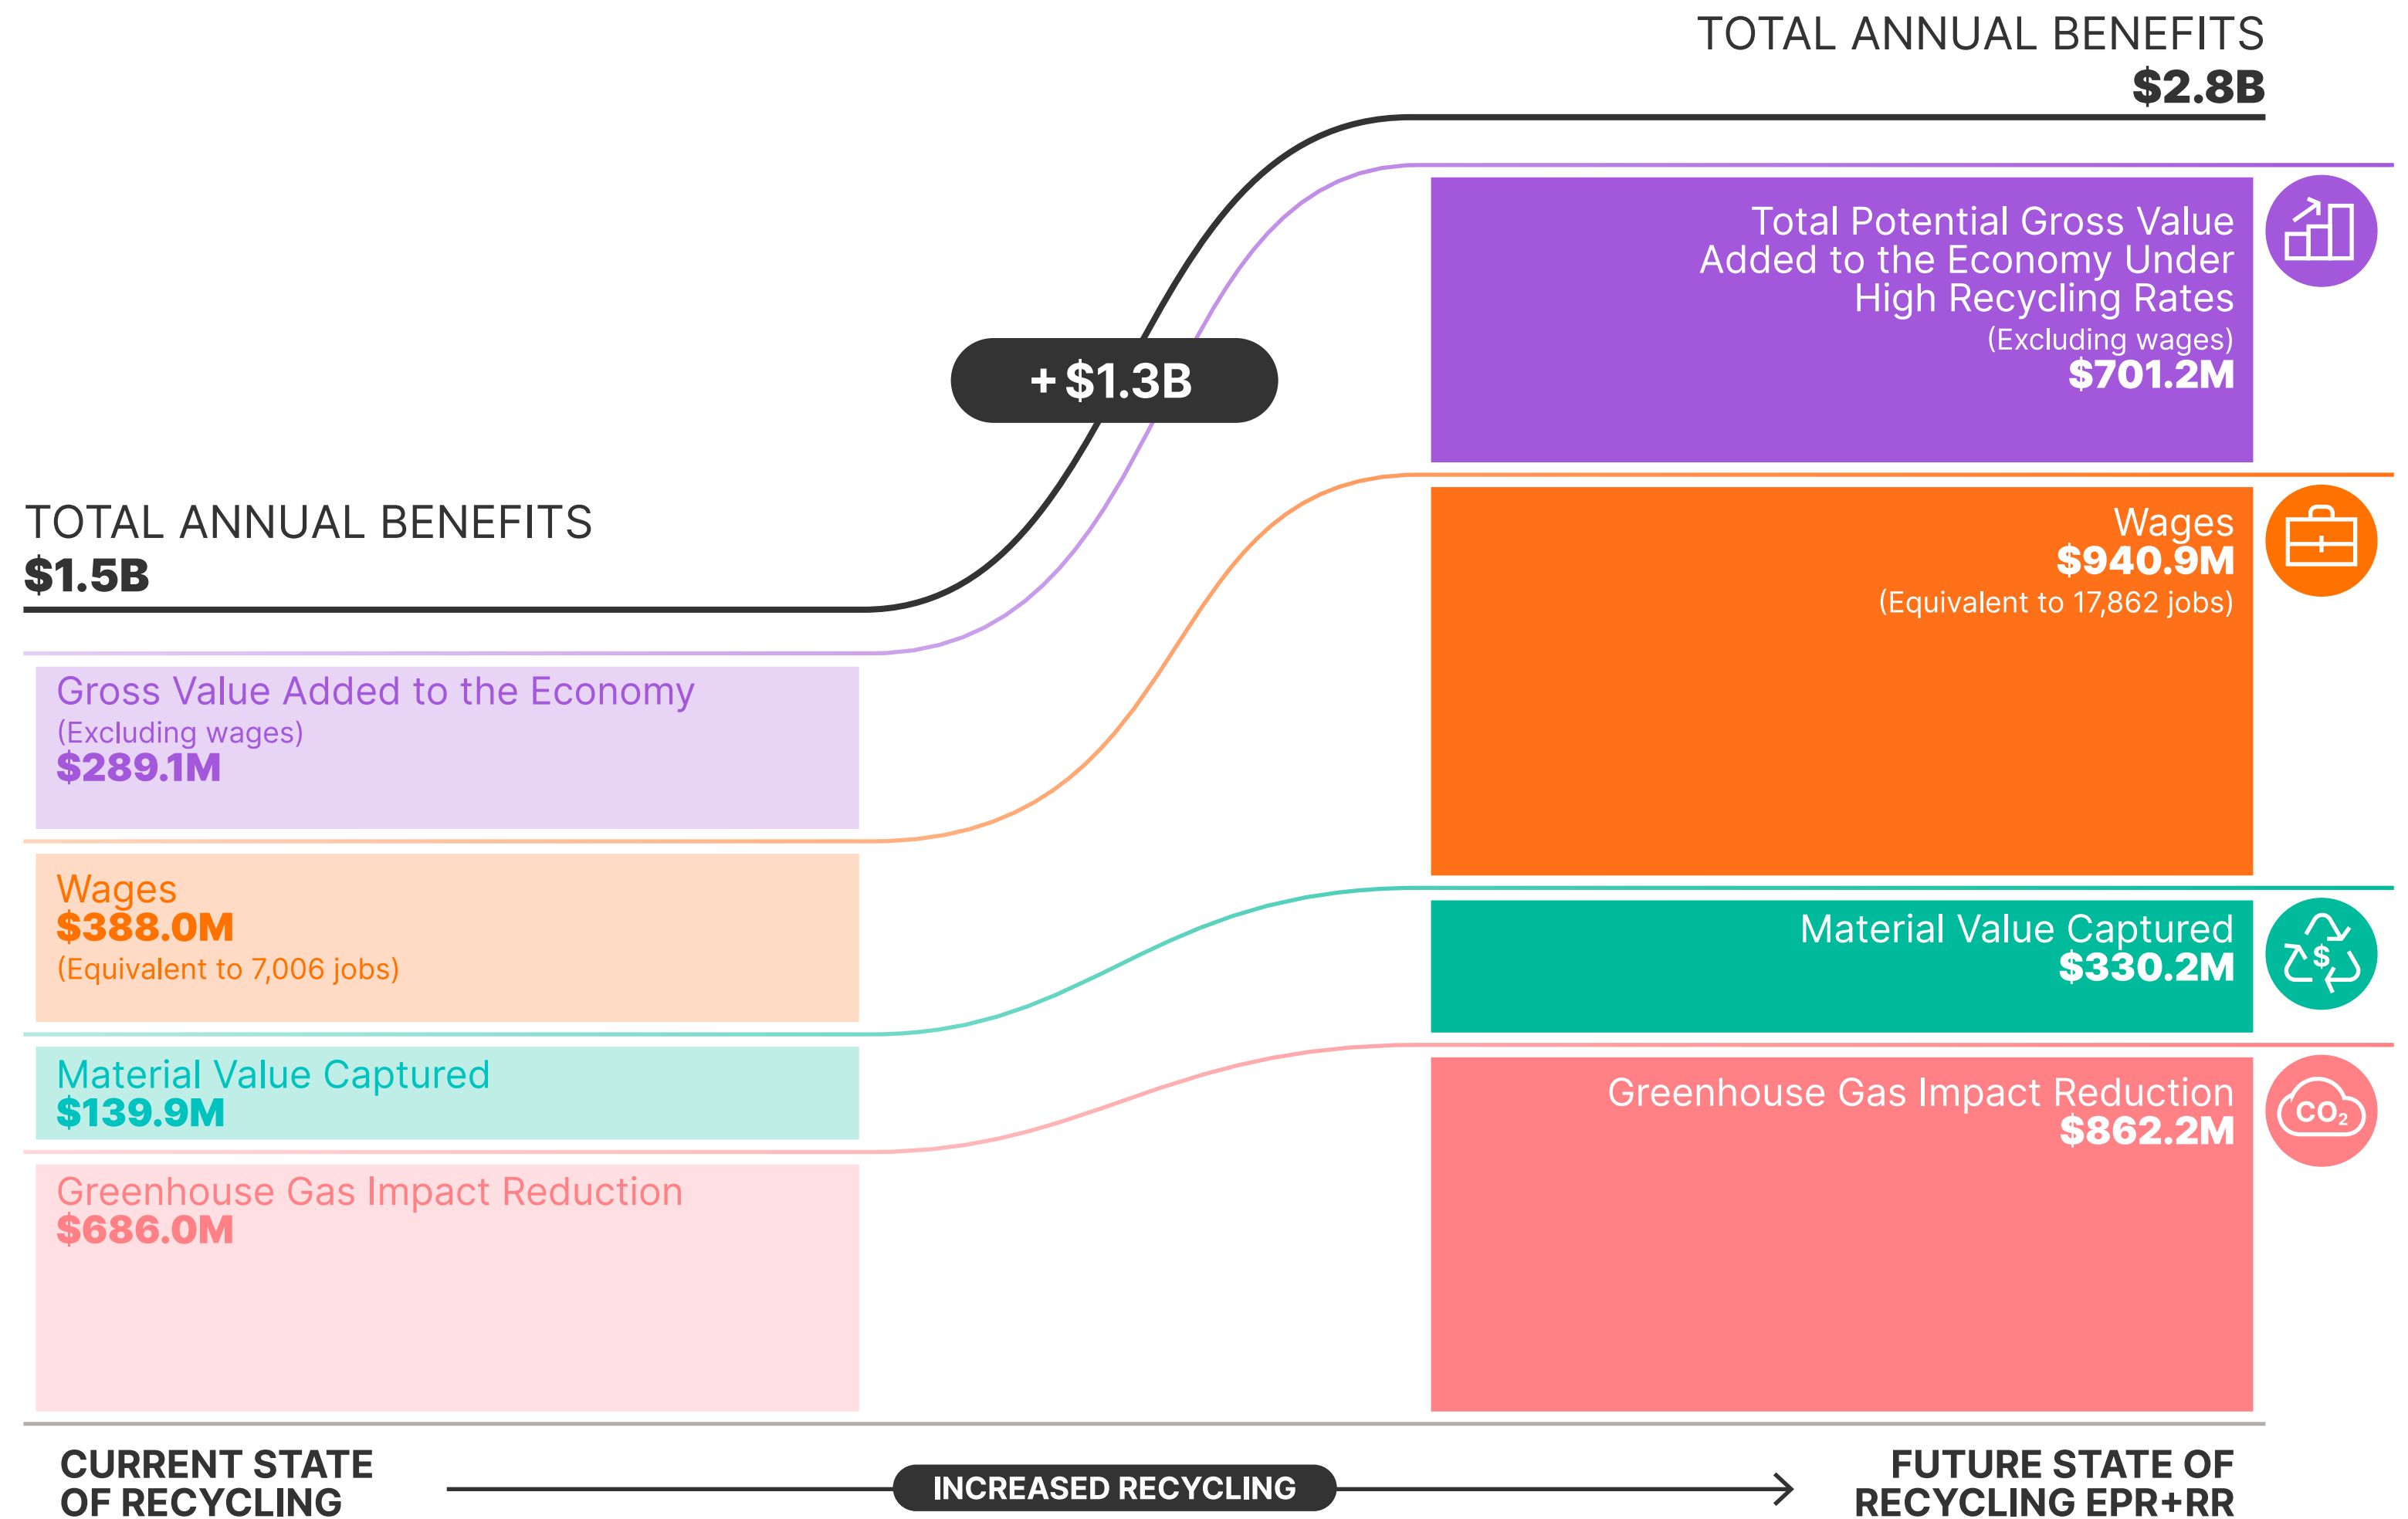 TOTAL ANNUAL BENEFITS
$2.8B
Total Potential Gross Value
Added to the Economy Under
High Recycling Rates
(Excluding wages)
$701.2M
+ $1.3B
TOTAL ANNUAL BENEFITS
$1.5B
Wages
$940.9M
(Equivalent to 17,862 jobs)
Gross Value Added to the Economy
(Excluding wages)
$289.1M
Wages
$388.0M
(Equivalent to 7,006 jobs)
Material Value Captured
$330.2M
$
Material Value Captured
$139.9M
Greenhouse Gas Impact Reduction
$862.2M
CO₂
Greenhouse Gas Impact Reduction
$686.0M
CURRENT STATE
OF RECYCLING
INCREASED RECYCLING
FUTURE STATE OF
RECYCLING EPR+RR